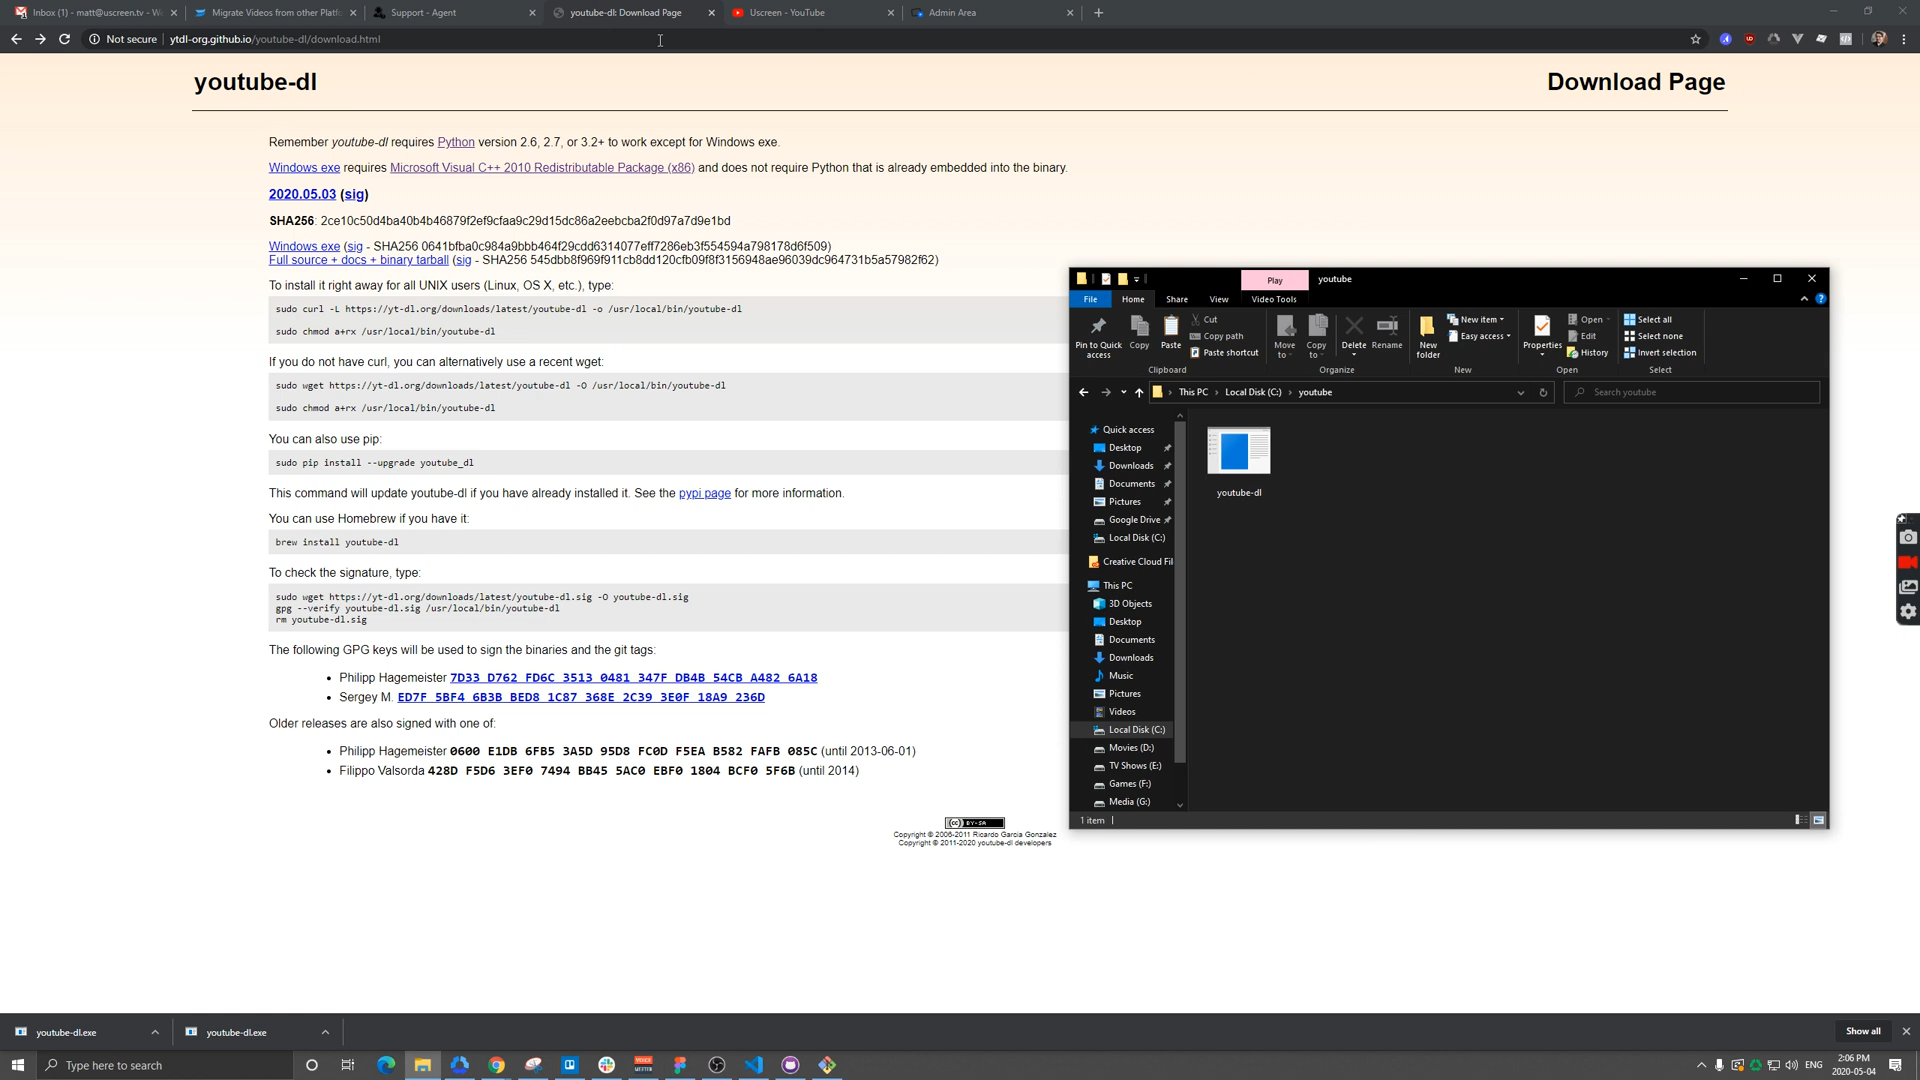 Inbox (1) - matt@uscreen.tv - W
Migrate Videos from other Platf
Support - Agent
youtube-dl: Download Page
Uscreen - YouTube
Admin Area
Not secure
ytdl-org.github.io/youtube-dl/download.html
youtube-dl
Download Page
Remember youtube-dl requires Python version 2.6, 2.7, or 3.2+ to work except for Windows exe.
Windows exe requires Microsoft Visual C++ 2010 Redistributable Package (x86) and does not require Python that is already embedded into the binary.
2020.05.03 (sig)
SHA256: 2ce10c50d4ba40b4b46879f2ef9cfaa9c29d15dc86a2eebcba2f0d97a7d9e1bd
Windows exe (sig - SHA256 0641bfba0c984a9bbb464f29cdd6314077eff7286eb3f554594a798178d6f509)
Full source + docs + binary tarball (sig - SHA256 545dbb8f969f911cb8dd120cfb09f8f3156948ae96039dc964731b5a57982f62)
To install it right away for all UNIX users (Linux, OS X, etc.), type:
sudo curl -L https://yt-dl.org/downloads/latest/youtube-dl -o /usr/local/bin/youtube-dl
sudo chmod a+rx /usr/local/bin/youtube-dl
If you do not have curl, you can alternatively use a recent wget:
sudo wget https://yt-dl.org/downloads/latest/youtube-dl -O /usr/local/bin/youtube-dl
sudo chmod a+rx /usr/local/bin/youtube-dl
You can also use pip:
sudo pip install --upgrade youtube_dl
This command will update youtube-dl if you have already installed it. See the pypi page for more information.
You can use Homebrew if you have it:
brew install youtube-dl
To check the signature, type:
sudo wget https://yt-dl.org/downloads/latest/youtube-dl.sig -O youtube-dl.sig
gpg --verify youtube-dl.sig /usr/local/bin/youtube-dl
rm youtube-dl.sig
The following GPG keys will be used to sign the binaries and the git tags:
• Philipp Hagemeister 7D33 D762 FD6C 3513 0481 347F DB4B 54CB A482 6A18
• Sergey M. ED7F 5BF4 6B3B BED8 1C87 368E 2C39 3E0F 18A9 236D
Older releases are also signed with one of:
• Philipp Hagemeister 0600 E1DB 6FB5 3A5D 95D8 FC0D F5EA B582 FAFB 085C (until 2013-06-01)
• Filippo Valsorda 428D F5D6 3EF0 7494 BB45 5AC0 EBF0 1804 BCF0 5F6B (until 2014)
(cc) BY-SA
Copyright © 2006-2011 Ricardo Garcia Gonzalez
Copyright © 2011-2020 youtube-dl developers
Play
youtube
File
Home
Share
View
Video Tools
Pin to Quick access
Copy
Paste
Cut
Copy path
Paste shortcut
Clipboard
Move to
Copy to
Delete
Rename
Organize
New folder
New item
Easy access
New
Properties
Open
Edit
History
Open
Select all
Select none
Invert selection
Select
This PC
Local Disk (C:)
youtube
Search youtube
Quick access
Desktop
Downloads
Documents
Pictures
Google Drive
Local Disk (C:)
Creative Cloud Fil
This PC
3D Objects
Desktop
Documents
Downloads
Music
Pictures
Videos
Local Disk (C:)
Movies (D:)
TV Shows (E:)
Games (F:)
Media (G:)
youtube-dl
1 item
youtube-dl.exe
youtube-dl.exe
Show all
Type here to search
ENG
2:06 PM
2020-05-04